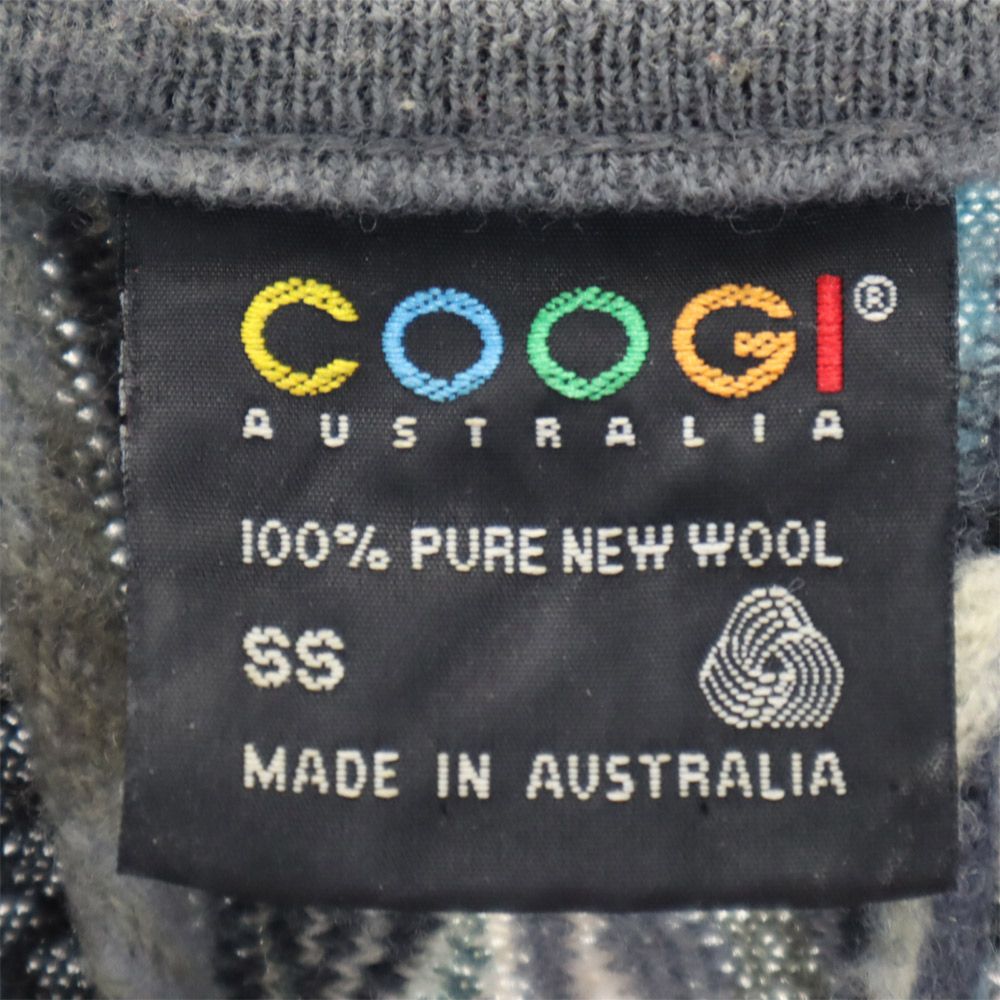 COOGI®
AUSTRALIA
100% PURE NEW WOOL
SS
MADE IN AUSTRALIA